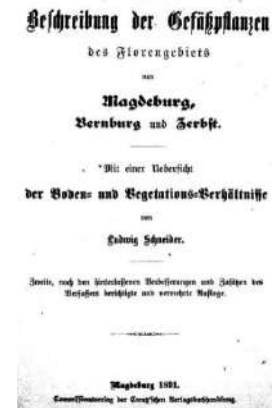 Beschreibung der Gefäßpflanzen
des Florengebiets
von
Magdeburg,
Bernburg und Zerbst.
Mit einer Uebersicht
der Boden- und Vegetations-Verhältnisse
von
Ludwig Schneider.
Zweite, nach den hinterlassenen Verbesserungen und Zusätzen des
Verfassers berichtigte und vermehrte Auflage.
Magdeburg 1891.
Commissionsverlag der Creutz'schen Verlagsbuchhandlung.